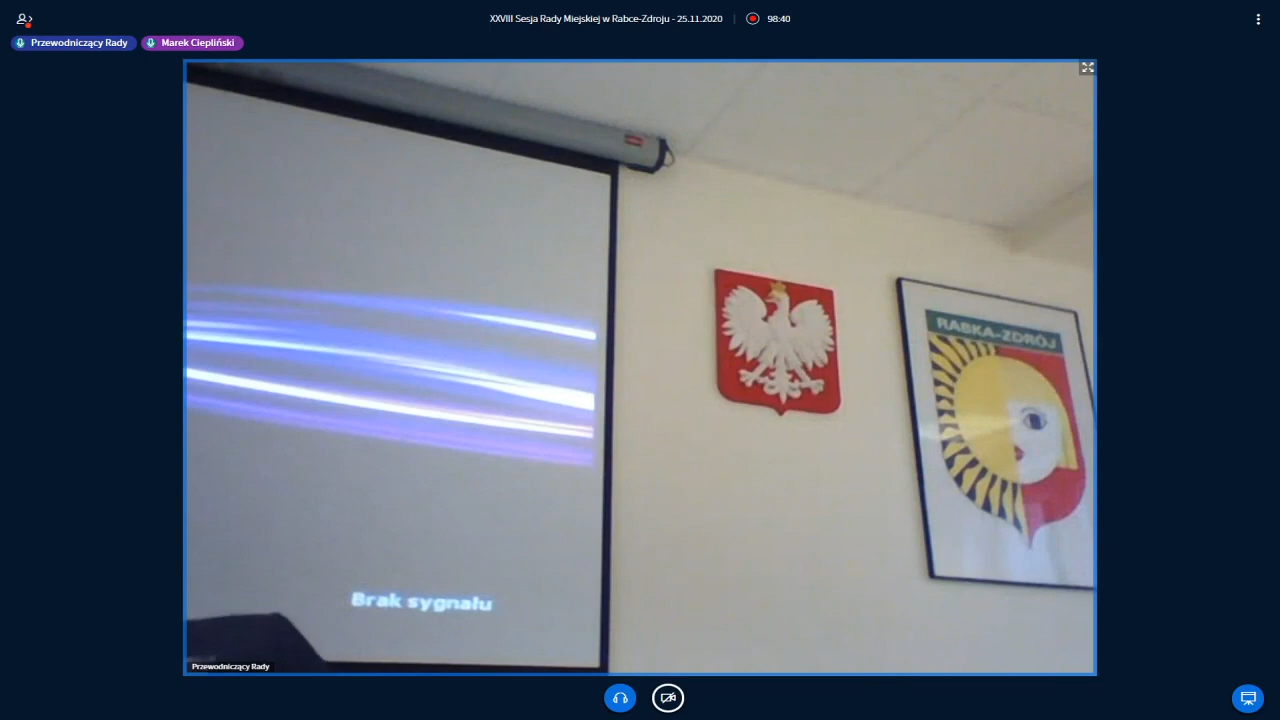 XXVIII Sesja Rady Miejskiej w Rabce-Zdroju - 25.11.2020
98:40
Przewodniczący Rady
Marek Ciepliński
RABKA-ZDRÓJ
Brak sygnału
Przewodniczący Rady